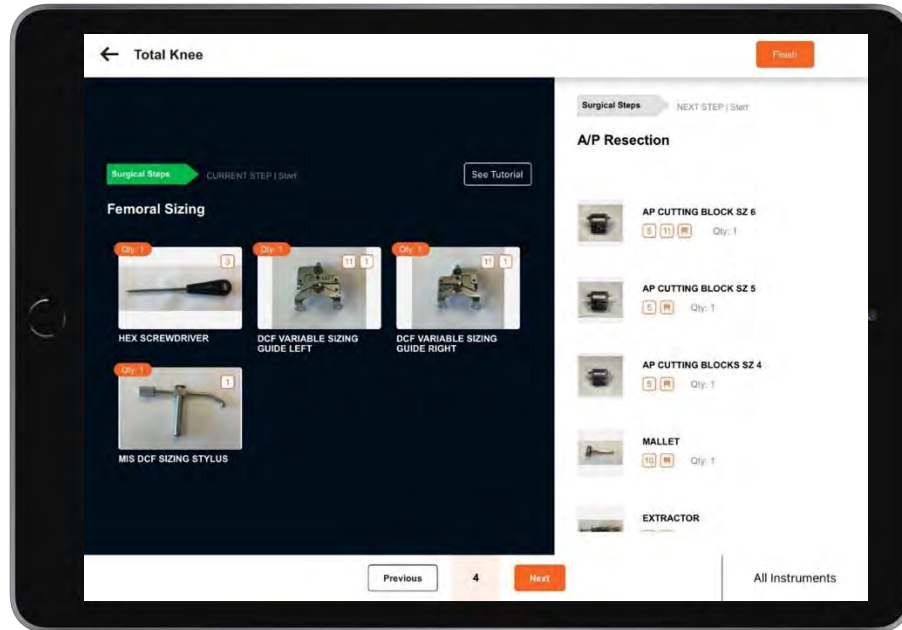 Total Knee
Finish
Surgical Steps
CURRENT STEP | Start
See Tutorial
Femoral Sizing
Qty: 1
3
HEX SCREWDRIVER
Qty: 1
11 1
DCF VARIABLE SIZING
GUIDE LEFT
Qty: 1
11 1
DCF VARIABLE SIZING
GUIDE RIGHT
Qty: 1
1
MIS DCF SIZING STYLUS
Surgical Steps
NEXT STEP | Start
A/P Resection
AP CUTTING BLOCK SZ 6
5 11 Qty: 1
AP CUTTING BLOCK SZ 5
5 Qty: 1
AP CUTTING BLOCKS SZ 4
5 Qty: 1
MALLET
10 Qty: 1
EXTRACTOR
Previous
4
Next
All Instruments